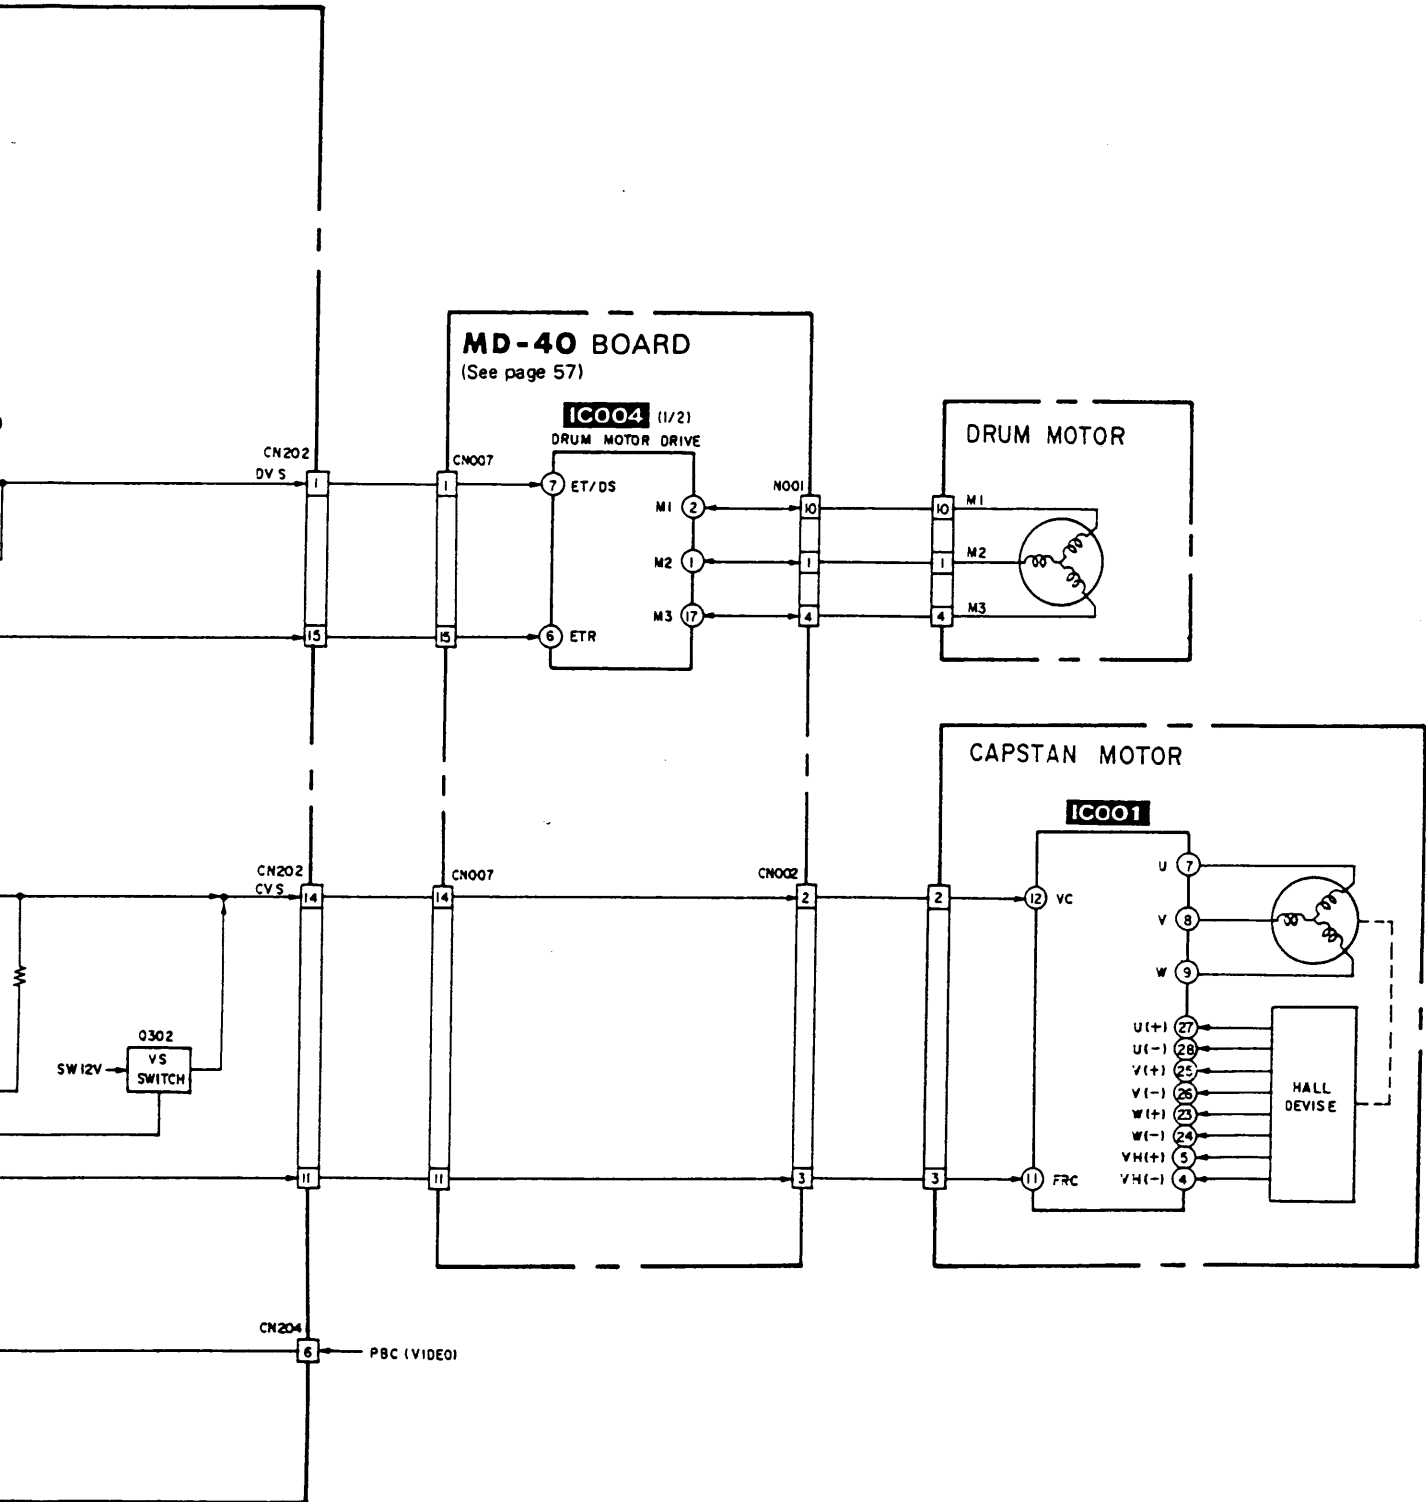 MD-40 BOARD
(See page 57)
IC004 (1/2)
DRUM MOTOR DRIVE
CN202
DVS
1
CN007
1
7 ET/DS
M1 2
N001
10
10 M1
M2 1
1
1 M2
M3 17
4
4 M3
15
15
6 ETR
DRUM MOTOR
CAPSTAN MOTOR
IC001
CN202
CVS
14
CN007
14
CN002
2
2
12 VC
U 7
V 8
W 9
Q302
SW12V
VS
SWITCH
U(+) 27
U(-) 28
V(+) 25
V(-) 26
W(+) 23
W(-) 24
VH(+) 5
VH(-) 4
HALL
DEVISE
11
11
3
3
11 FRC
CN204
6
PBC (VIDEO)